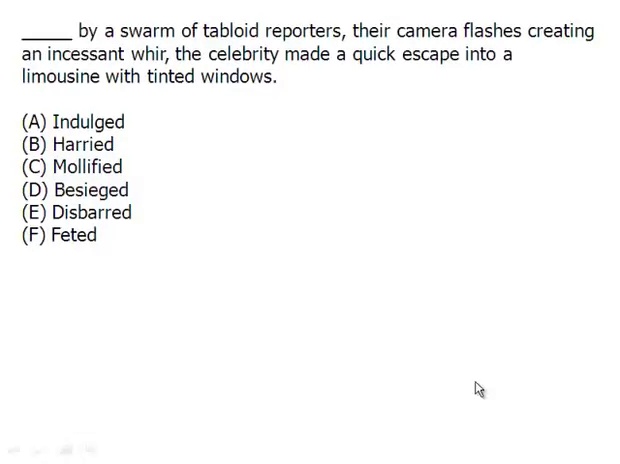 _____ by a swarm of tabloid reporters, their camera flashes creating
an incessant whir, the celebrity made a quick escape into a
limousine with tinted windows.
(A) Indulged
(B) Harried
(C) Mollified
(D) Besieged
(E) Disbarred
(F) Feted